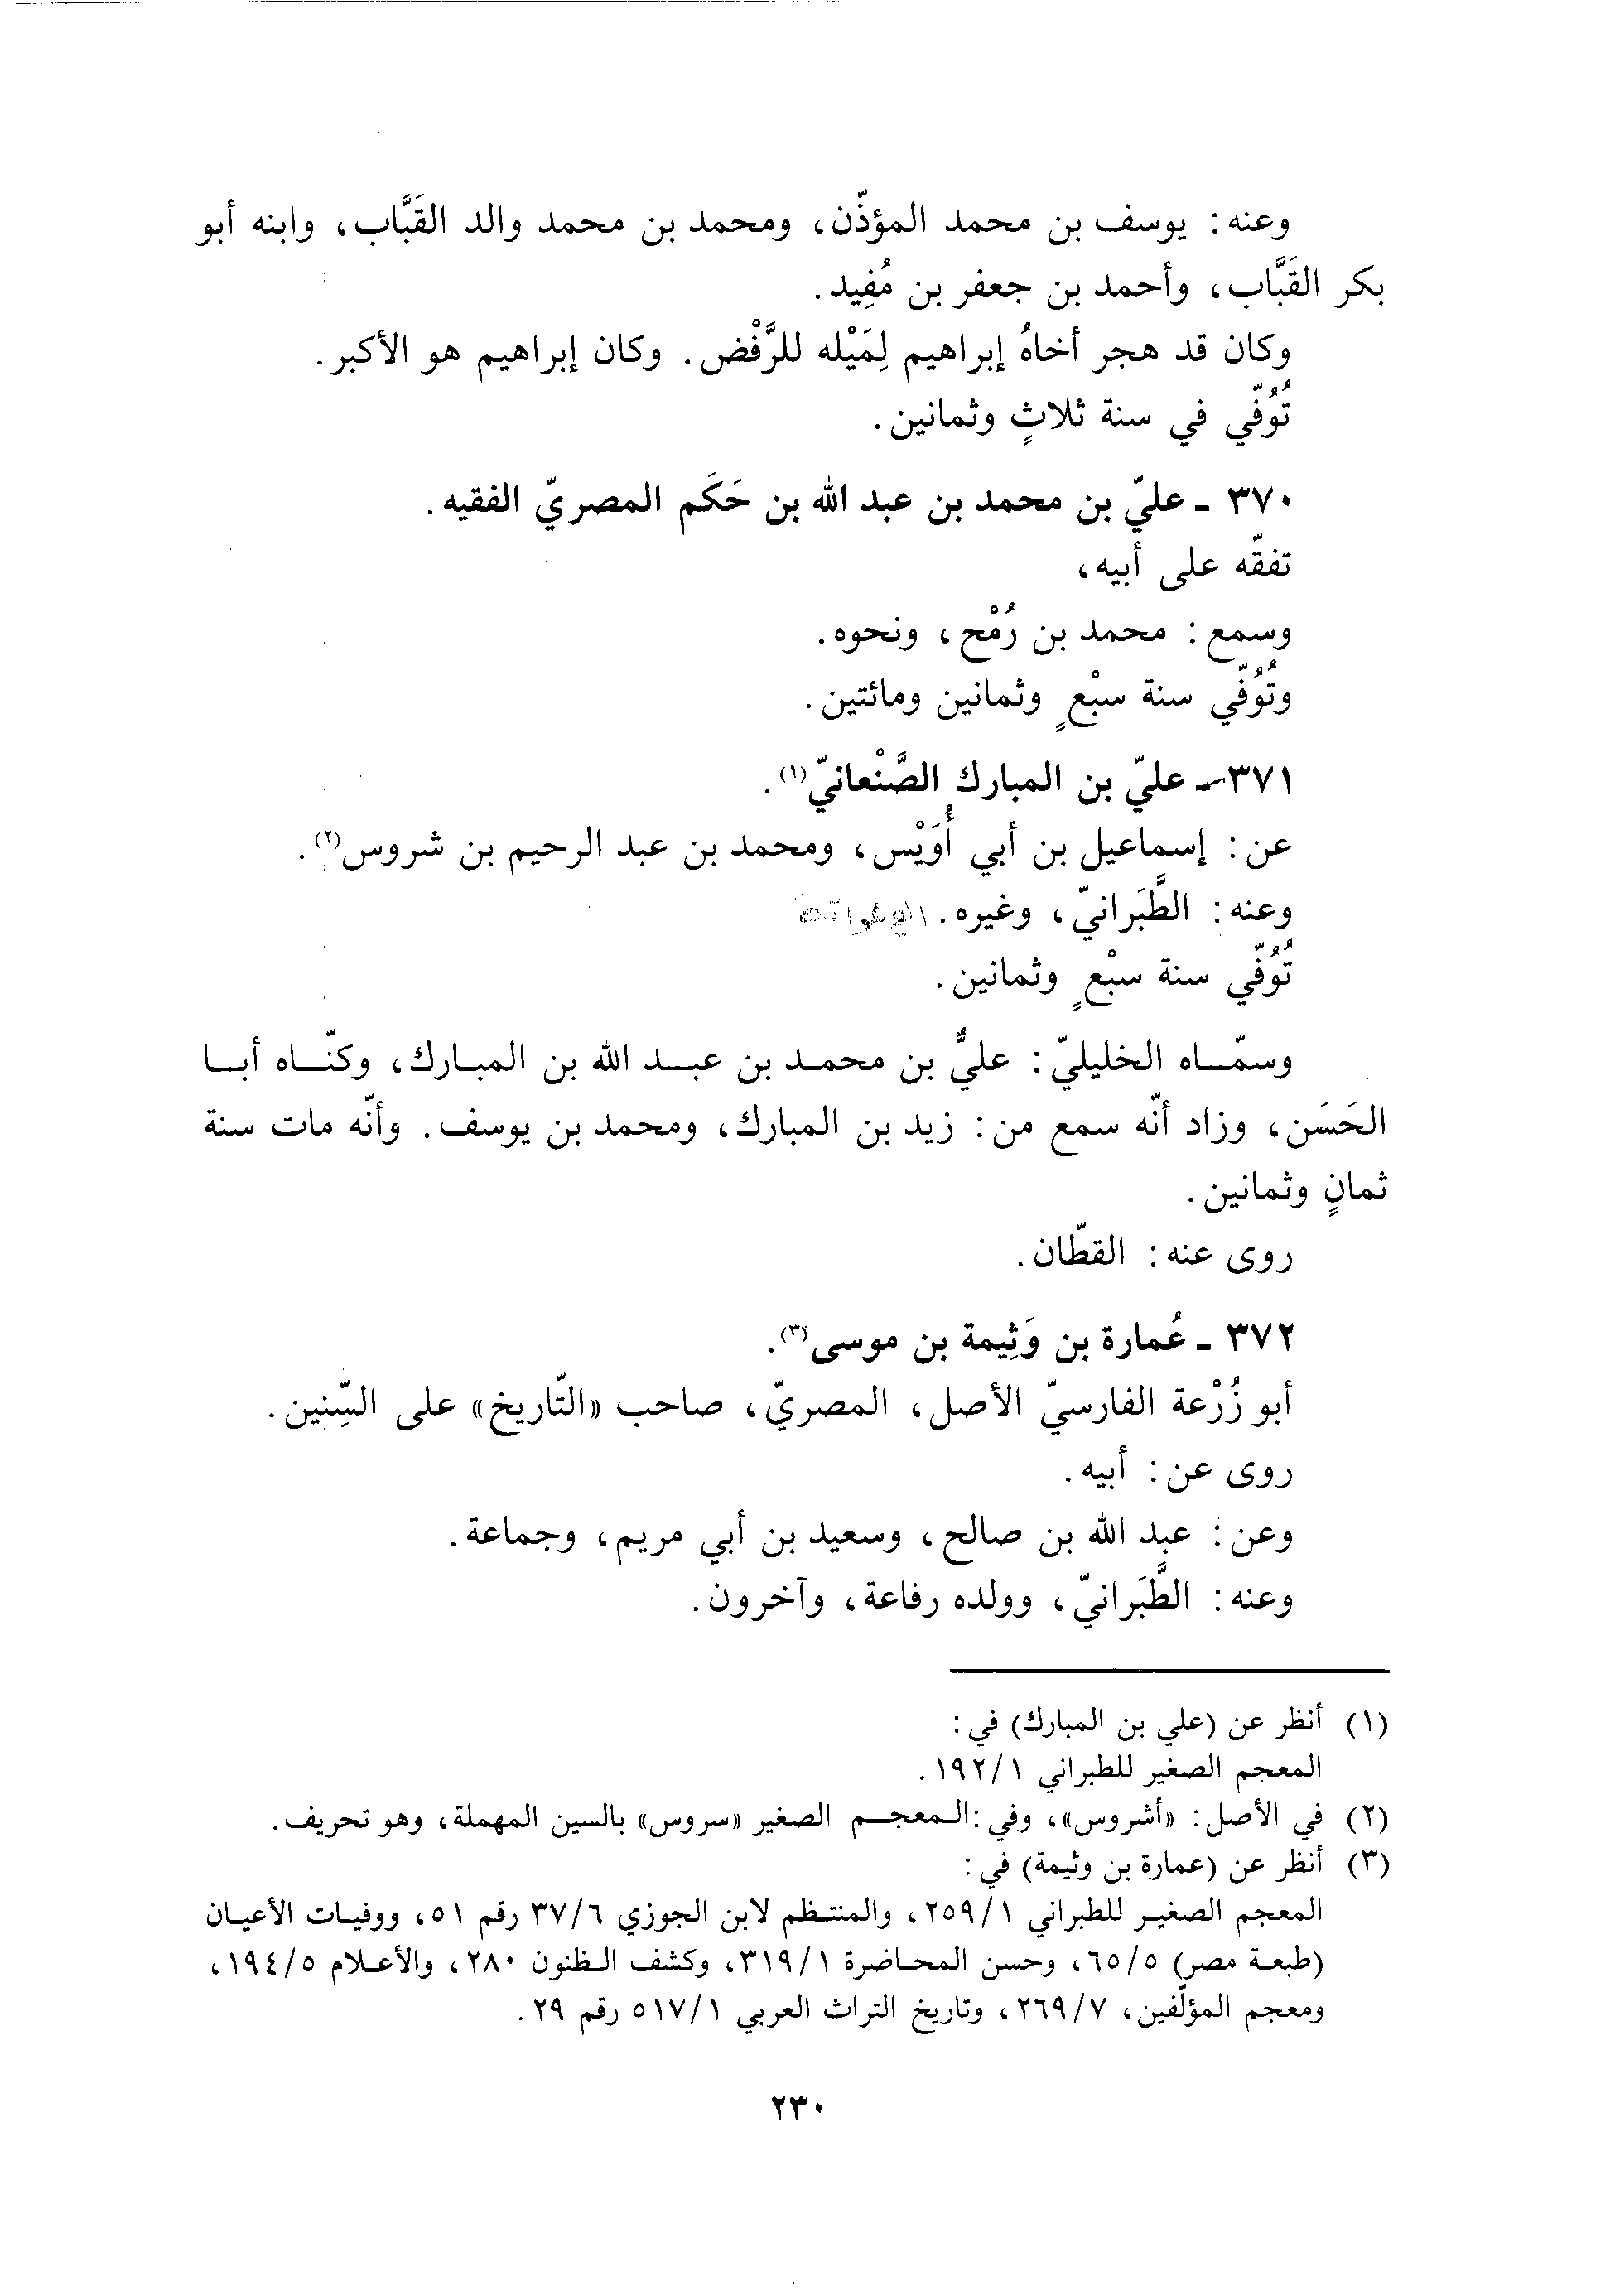 وعنه: يوسف بن محمد المؤذّن، ومحمد بن محمد والد القَبَّاب، وابنه أبو
بكر القَبَّاب، وأحمد بن جعفر بن مُفِيد.
وكان قد هجر أخاهُ إبراهيم لِمَيْله للرَّفْض. وكان إبراهيم هو الأكبر.
تُوُفّي في سنة ثلاثٍ وثمانين.
٣٧٠ ـ عليّ بن محمد بن عبد الله بن حَكَم المصريّ الفقيه.
تفقّه على أبيه،
وسمع: محمد بن رُمْح، ونحوه.
وتُوُفّي سنة سبْعٍ وثمانين ومائتين.
٣٧١ ـ عليّ بن المبارك الصَّنْعانيّ(١).
عن: إسماعيل بن أبي أُوَيْس، ومحمد بن عبد الرحيم بن شروس(٢).
وعنه: الطَّبَرانيّ، وغيره.
تُوُفّي سنة سبْعٍ وثمانين.
وسمّاه الخليليّ: عليُّ بن محمد بن عبد الله بن المبارك، وكنّاه أبا
الحَسَن، وزاد أنّه سمع من: زيد بن المبارك، ومحمد بن يوسف. وأنّه مات سنة
ثمانٍ وثمانين.
روى عنه: القطّان.
٣٧٢ ـ عُمارة بن وَثِيمة بن موسى(٣).
أبو زُرْعة الفارسيّ الأصل، المصريّ، صاحب «التّاريخ» على السِّنين.
روى عن: أبيه.
وعن: عبد الله بن صالح، وسعيد بن أبي مريم، وجماعة.
وعنه: الطَّبَرانيّ، وولده رفاعة، وآخرون.
(١) أنظر عن (علي بن المبارك) في:
المعجم الصغير للطبراني ١٩٢/١.
(٢) في الأصل: «أشروس»، وفي: المعجم الصغير «سروس» بالسين المهملة، وهو تحريف.
(٣) أنظر عن (عمارة بن وثيمة) في:
المعجم الصغير للطبراني ٢٥٩/١، والمنتظم لابن الجوزي ٣٧/٦ رقم ٥١، ووفيات الأعيان
(طبعة مصر) ٦٥/٥، وحسن المحاضرة ٣١٩/١، وكشف الظنون ٢٨٠، والأعلام ١٩٤/٥،
ومعجم المؤلّفين، ٢٦٩/٧، وتاريخ التراث العربي ٥١٧/١ رقم ٢٩.
٢٣٠